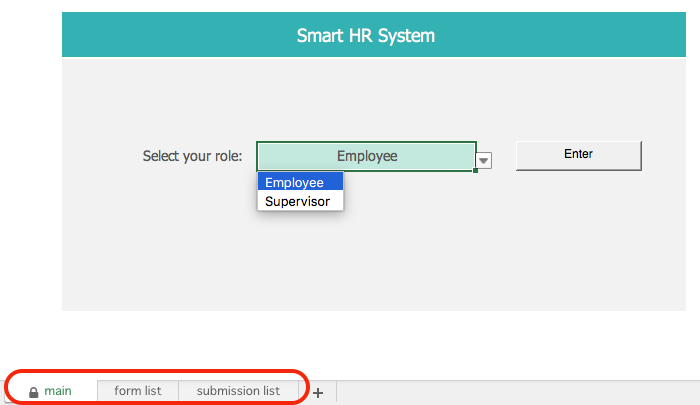 Smart HR System
Select your role: Employee Enter
Employee
Supervisor
main form list submission list +